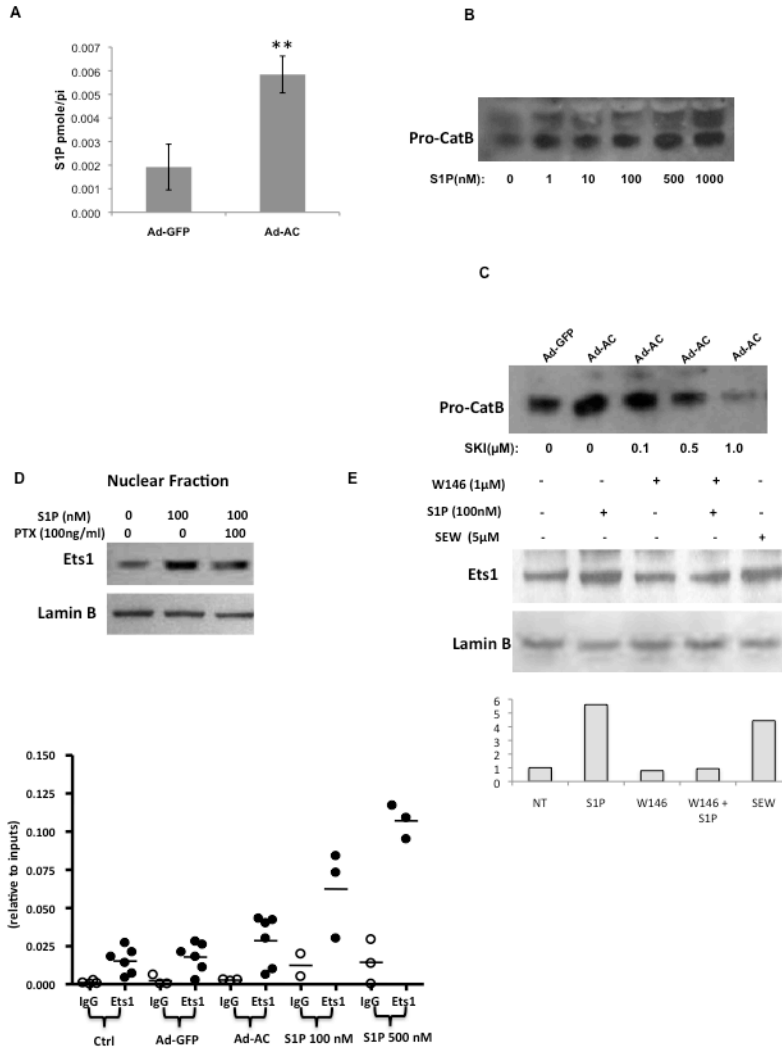 A
**
0.007
0.006
0.005
0.004
0.003
0.002
0.001
0.000
S1P pmole/pi
Ad-GFP Ad-AC
B
Pro-CatB
S1P(nM): 0 1 10 100 500 1000
C
Ad-GFP Ad-AC Ad-AC Ad-AC Ad-AC
Pro-CatB
SKI(μM): 0 0 0.1 0.5 1.0
D Nuclear Fraction
S1P (nM) 0 100 100
PTX (100ng/ml) 0 0 100
Ets1
Lamin B
E
W146 (1μM) - - + + -
S1P (100nM) - + - + -
SEW (5μM - - - - +
Ets1
Lamin B
6
5
4
3
2
1
0
NT S1P W146 W146 + S1P SEW
0.150
0.125
0.100
0.075
0.050
0.025
0.000
(relative to inputs)
IgG Ets1 IgG Ets1 IgG Ets1 IgG Ets1 IgG Ets1
Ctrl Ad-GFP Ad-AC S1P 100 nM S1P 500 nM